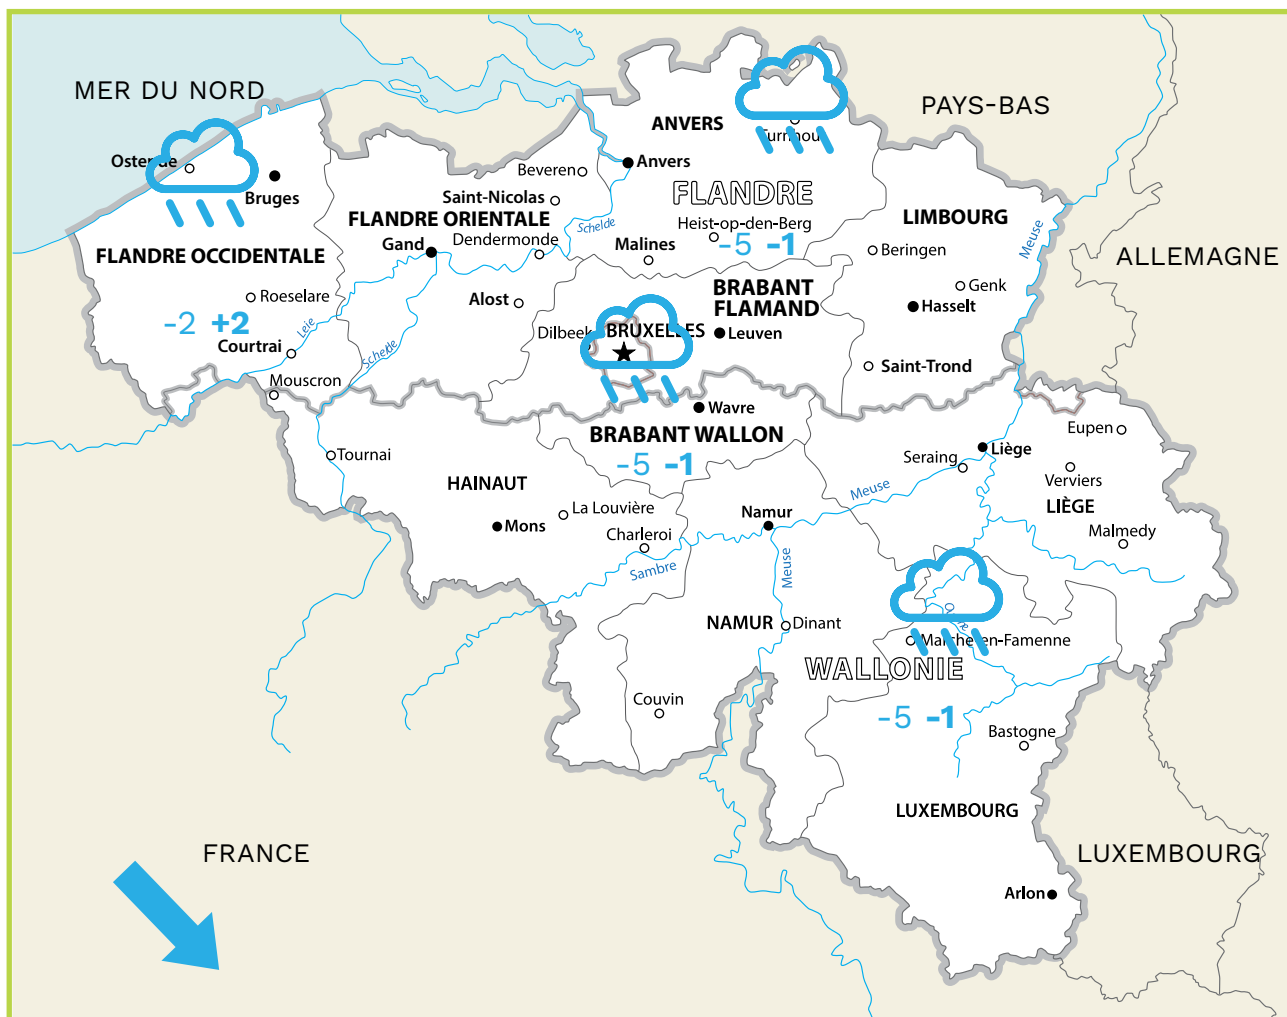 MER DU NORD
PAYS-BAS
ANVERS
Turnhout
Ostende
Bruges
Beveren
Anvers
Saint-Nicolas
FLANDRE
FLANDRE ORIENTALE
Schelde
Heist-op-den-Berg
LIMBOURG
Meuse
Gand
Dendermonde
Malines
-5 -1
Beringen
FLANDRE OCCIDENTALE
ALLEMAGNE
Roeselare
Alost
BRABANT
FLAMAND
Genk
Hasselt
-2 +2
Leie
Dilbeek
BRUXELLES
Leuven
Courtrai
Schelde
Saint-Trond
Mouscron
Wavre
BRABANT WALLON
Eupen
Tournai
-5 -1
Seraing
Liège
Verviers
HAINAUT
Meuse
LIÈGE
La Louvière
Namur
Mons
Charleroi
Malmedy
Sambre
Meuse
NAMUR
Dinant
Marche-en-Famenne
WALLONIE
Couvin
-5 -1
Bastogne
LUXEMBOURG
FRANCE
LUXEMBOURG
Arlon